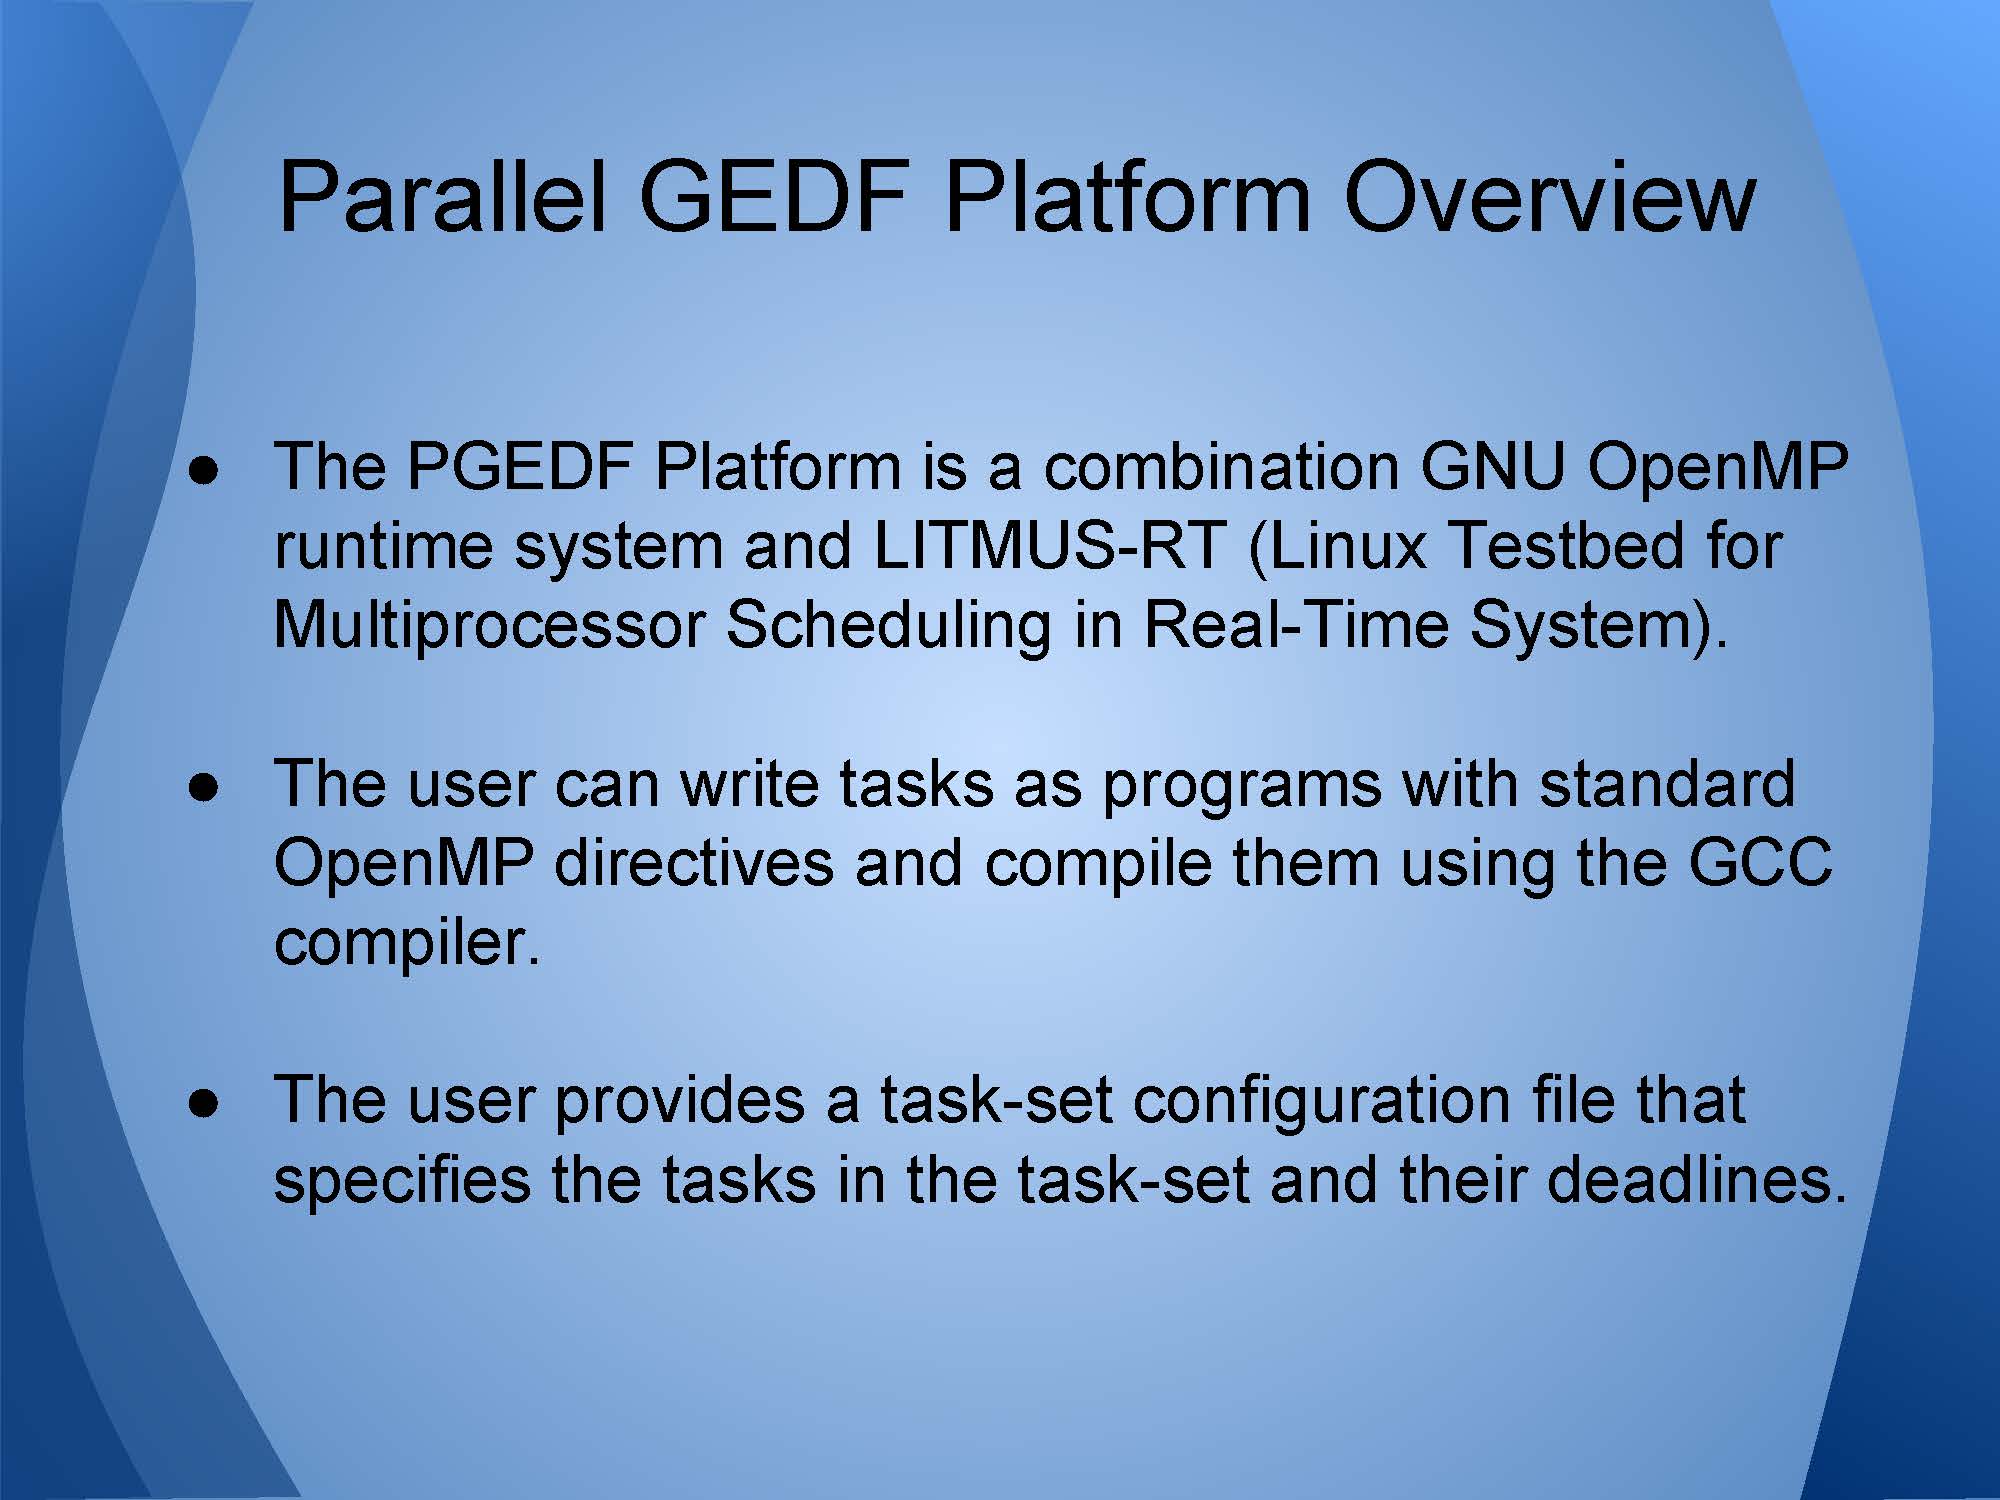 Parallel GEDF Platform Overview
● The PGEDF Platform is a combination GNU OpenMP
runtime system and LITMUS-RT (Linux Testbed for
Multiprocessor Scheduling in Real-Time System).
● The user can write tasks as programs with standard
OpenMP directives and compile them using the GCC
compiler.
● The user provides a task-set configuration file that
specifies the tasks in the task-set and their deadlines.